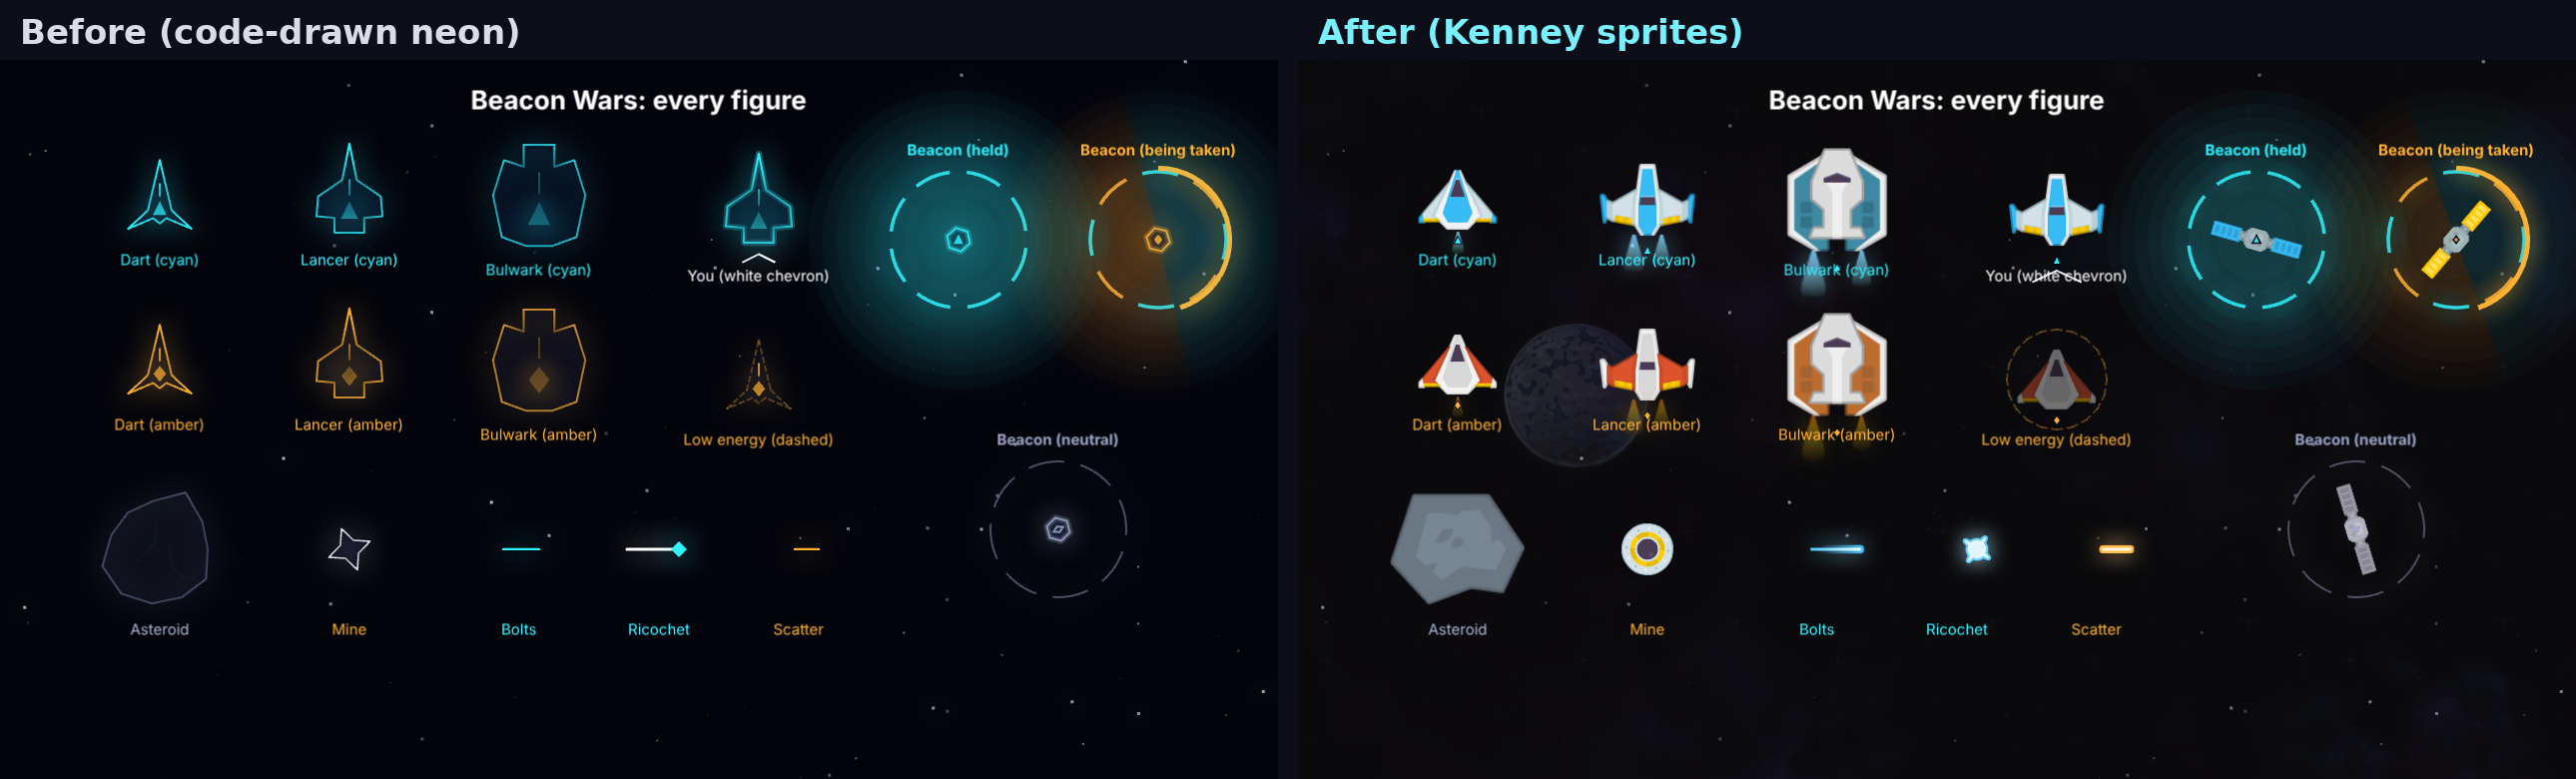 Before (code-drawn neon)
Beacon Wars: every figure
Beacon (held)
Beacon (being taken)
Dart (cyan)
Lancer (cyan)
Bulwark (cyan)
You (white chevron)
Dart (amber)
Lancer (amber)
Bulwark (amber)
Low energy (dashed)
Beacon (neutral)
Asteroid
Mine
Bolts
Ricochet
Scatter
After (Kenney sprites)
Beacon Wars: every figure
Beacon (held)
Beacon (being taken)
Dart (cyan)
Lancer (cyan)
Bulwark (cyan)
You (white chevron)
Dart (amber)
Lancer (amber)
Bulwark (amber)
Low energy (dashed)
Beacon (neutral)
Asteroid
Mine
Bolts
Ricochet
Scatter